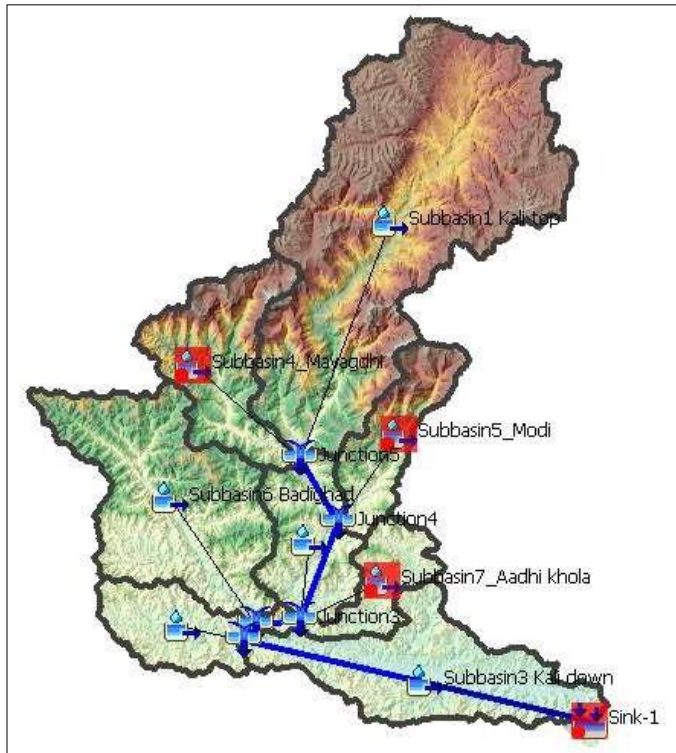 Subbasin1 Kali top
Subbasin4_Mayagdhi
Subbasin5_Modi
Junction5
Subbasin6 Badighad
Junction4
Subbasin7_Aadhi khola
Junction3
Subbasin3 Kali down
Sink-1